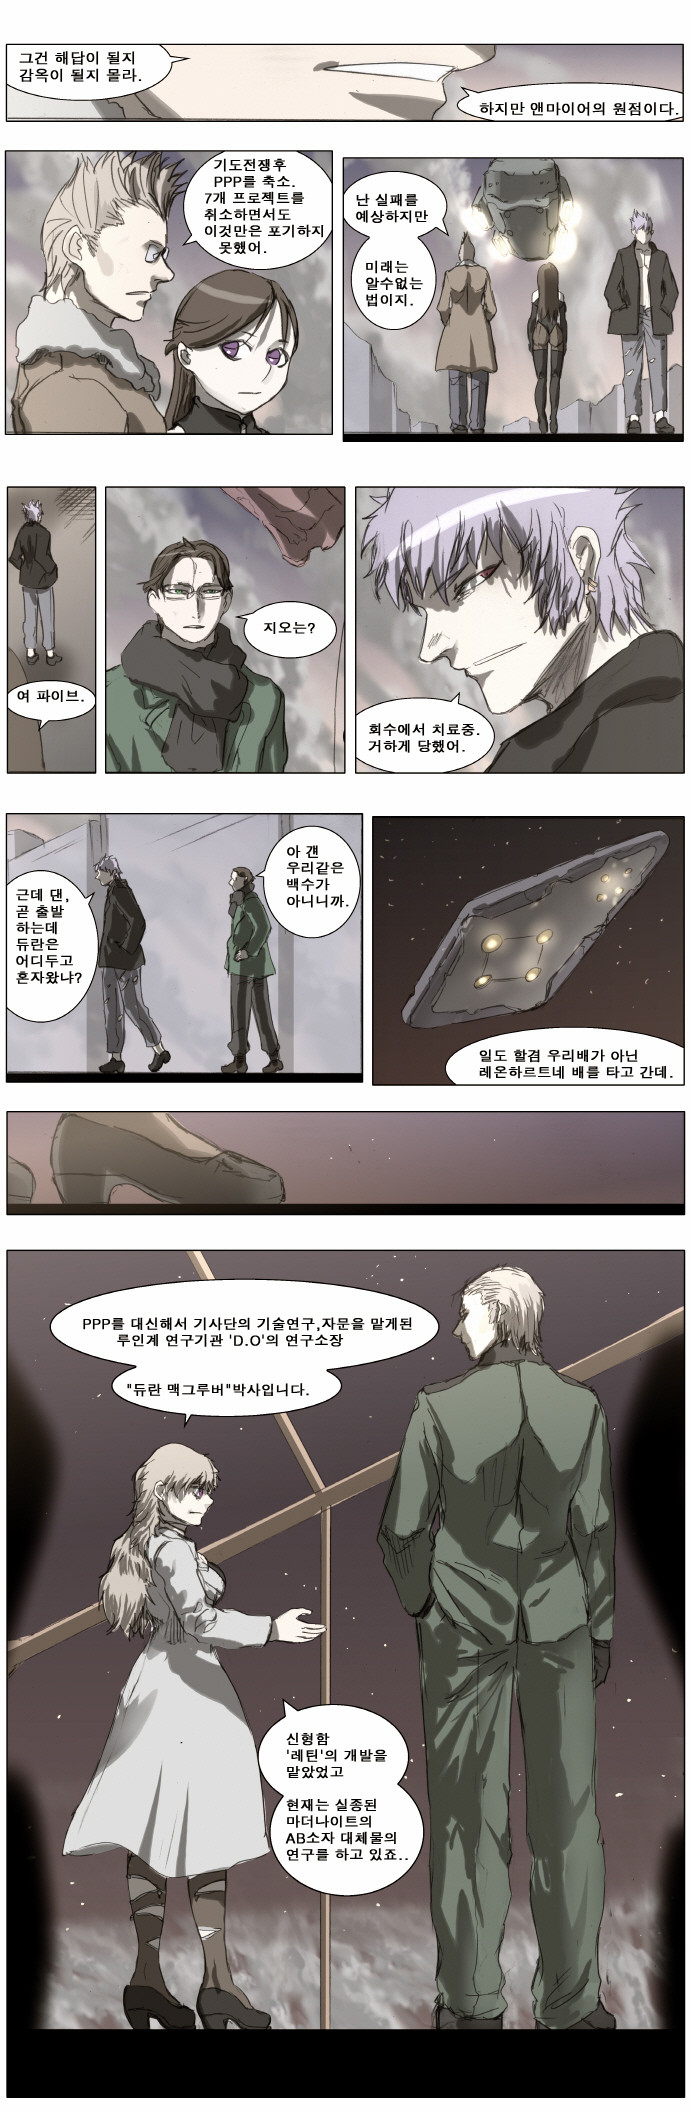 그건 해답이 될지
감옥이 될지 몰라.
하지만 앤마이어의 원점이다.
기도전쟁후
PPP를 축소.
7개 프로젝트를
취소하면서도
이것만은 포기하지
못했어.
난 실패를
예상하지만
미래는
알수없는
법이지.
여 파이브.
지오는?
회수에서 치료중.
거하게 당했어.
근데 댄,
곧 출발
하는데
듀란은
어디두고
혼자왔냐?
아 걘
우리같은
백수가
아니니까.
일도 할겸 우리배가 아닌
레온하르트네 배를 타고 간데.
PPP를 대신해서 기사단의 기술연구,자문을 맡게된
루인계 연구기관 'D.O'의 연구소장
"듀란 맥그루버"박사입니다.
신형함
'레틴'의 개발을
맡았었고
현재는 실종된
마더나이트의
AB소자 대체물의
연구를 하고 있죠..